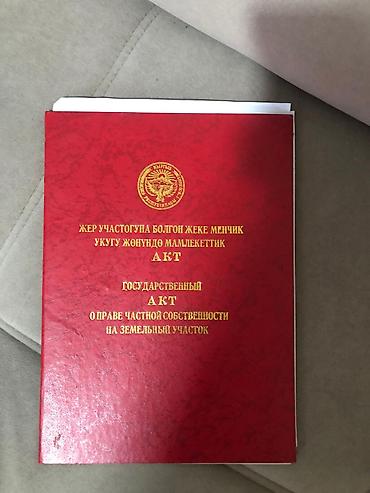 ЖЕР УЧАСТОГУНА БОЛГОН ЖЕКЕ МЕНЧИК
УКУГУ ЖӨНҮНДӨ МАМЛЕКЕТТИК
АКТ
ГОСУДАРСТВЕННЫЙ
АКТ
О ПРАВЕ ЧАСТНОЙ СОБСТВЕННОСТИ
НА ЗЕМЕЛЬНЫЙ УЧАСТОК